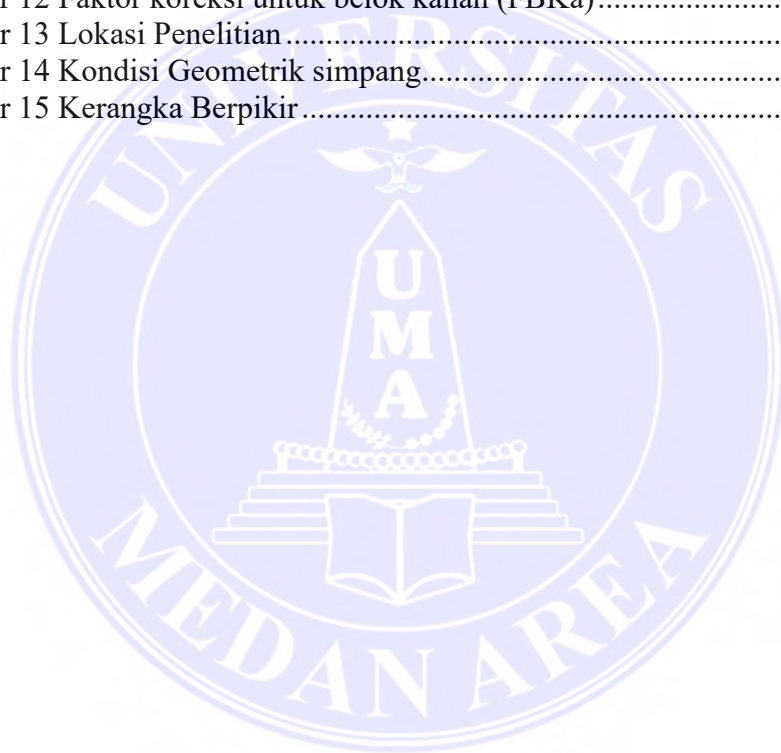 r 12 Faktor koreksi untuk belok kanan (FBKa)
r 13 Lokasi Penelitian
r 14 Kondisi Geometrik simpang
r 15 Kerangka Berpikir
UNIVERSITAS
UMA
MEDAN AREA